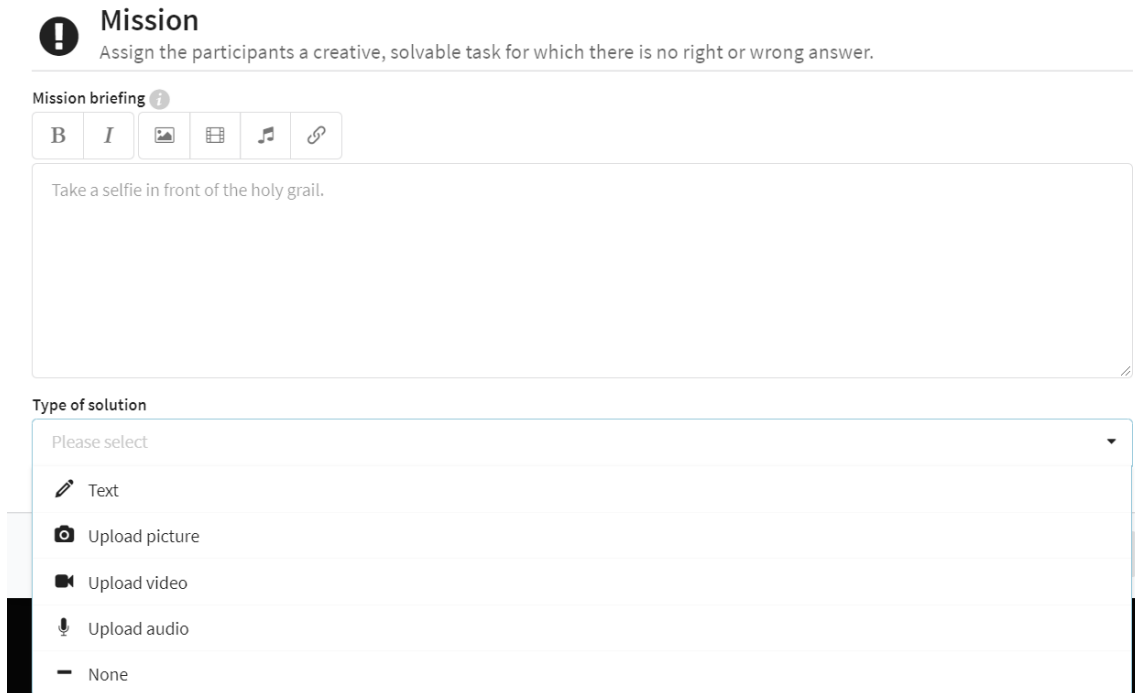 Mission
Assign the participants a creative, solvable task for which there is no right or wrong answer.
Mission briefing
B I
Take a selfie in front of the holy grail.
Type of solution
Please select
Text
Upload picture
Upload video
Upload audio
None